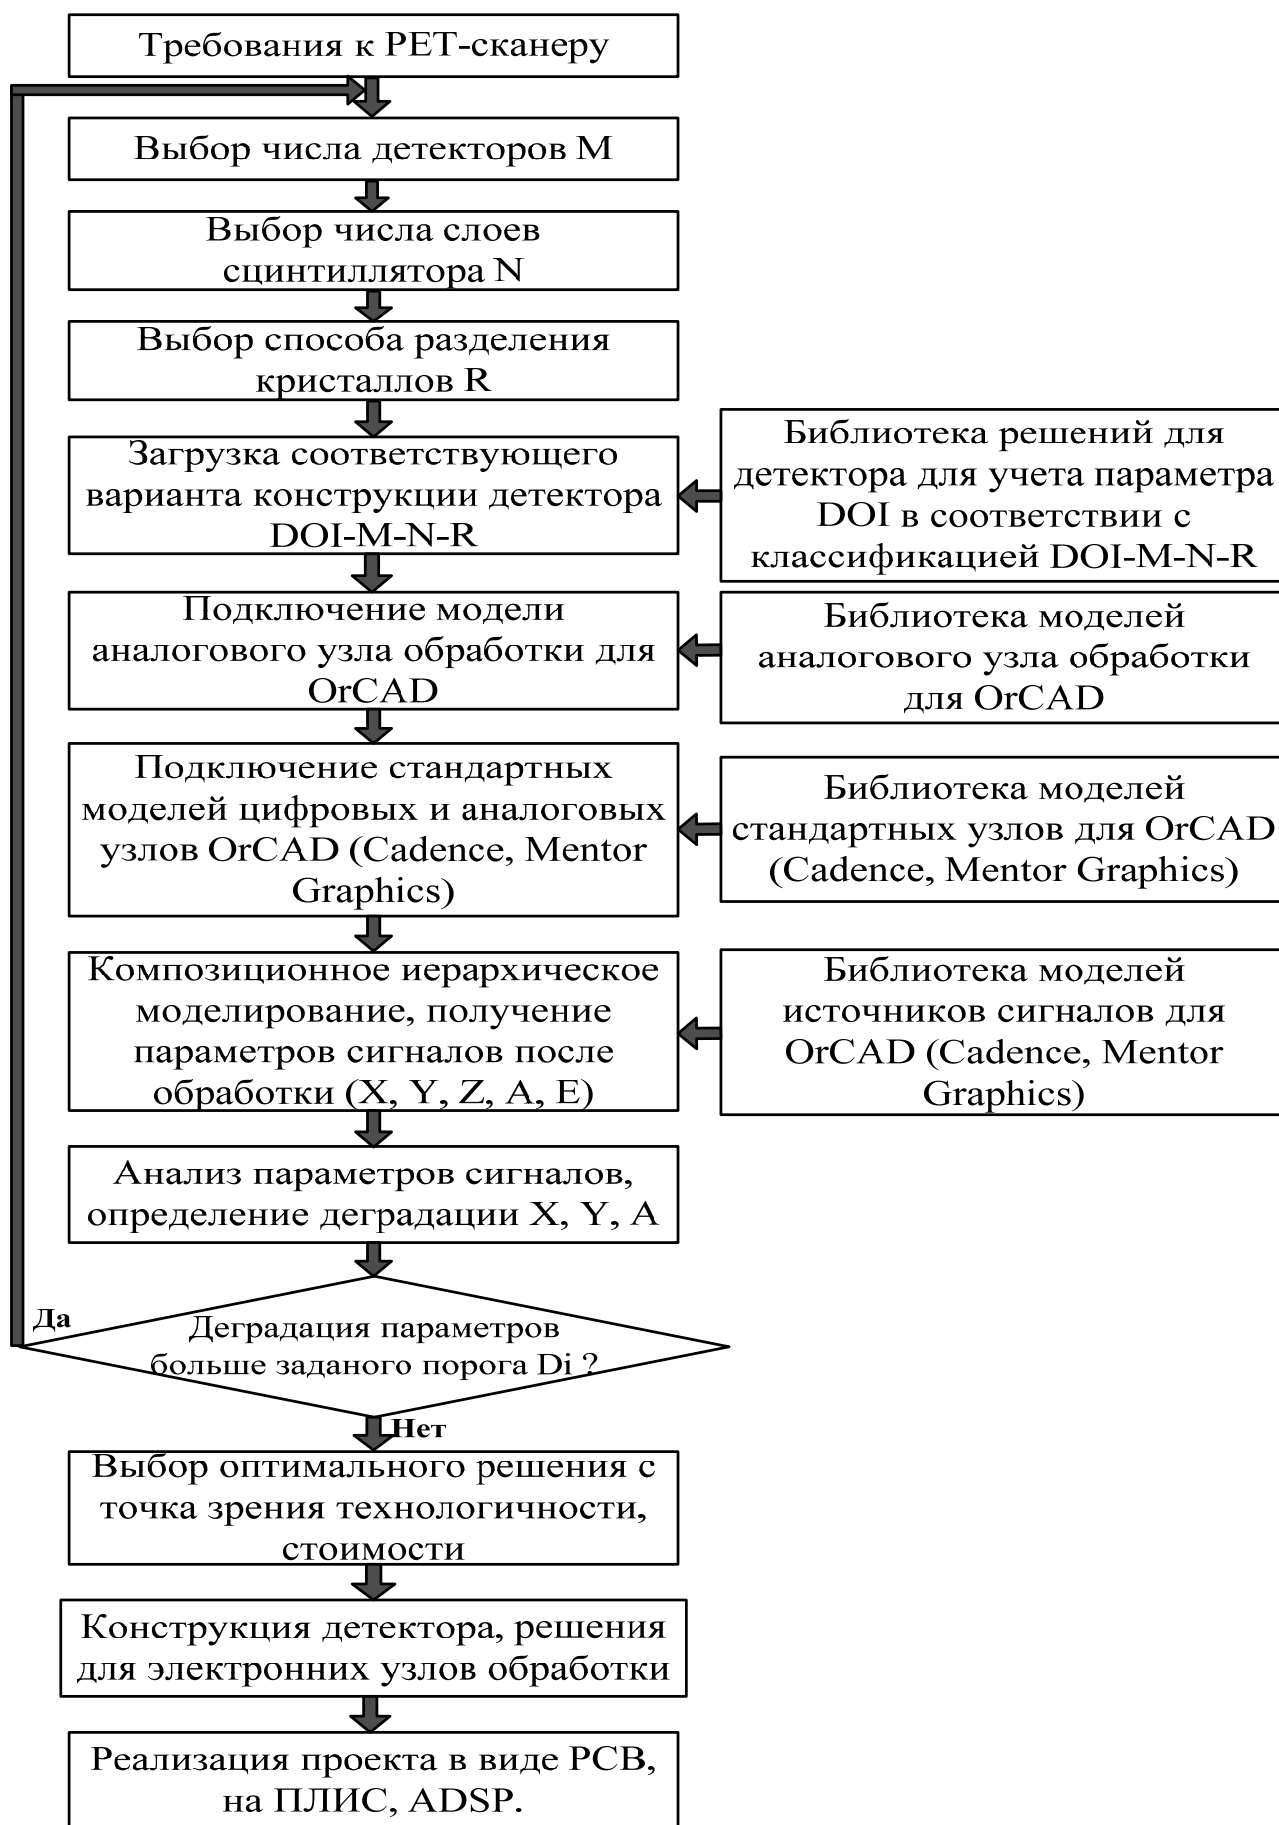 Требования к PET-сканеру
Выбор числа детекторов M
Выбор числа слоев
сцинтиллятора N
Выбор способа разделения
кристаллов R
Загрузка соответствующего
варианта конструкции детектора
DOI-M-N-R
Библиотека решений для
детектора для учета параметра
DOI в соответствии с
классификацией DOI-M-N-R
Подключение модели
аналогового узла обработки для
OrCAD
Библиотека моделей
аналогового узла обработки
для OrCAD
Подключение стандартных
моделей цифровых и аналоговых
узлов OrCAD (Cadence, Mentor
Graphics)
Библиотека моделей
стандартных узлов для OrCAD
(Cadence, Mentor Graphics)
Композиционное иерархическое
моделирование, получение
параметров сигналов после
обработки (X, Y, Z, A, E)
Библиотека моделей
источников сигналов для
OrCAD (Cadence, Mentor
Graphics)
Анализ параметров сигналов,
определение деградации X, Y, A
Да
Деградация параметров
больше заданого порога Di ?
Нет
Выбор оптимального решения с
точка зрения технологичности,
стоимости
Конструкция детектора, решения
для электронних узлов обработки
Реализация проекта в виде PCB,
на ПЛИС, ADSP.